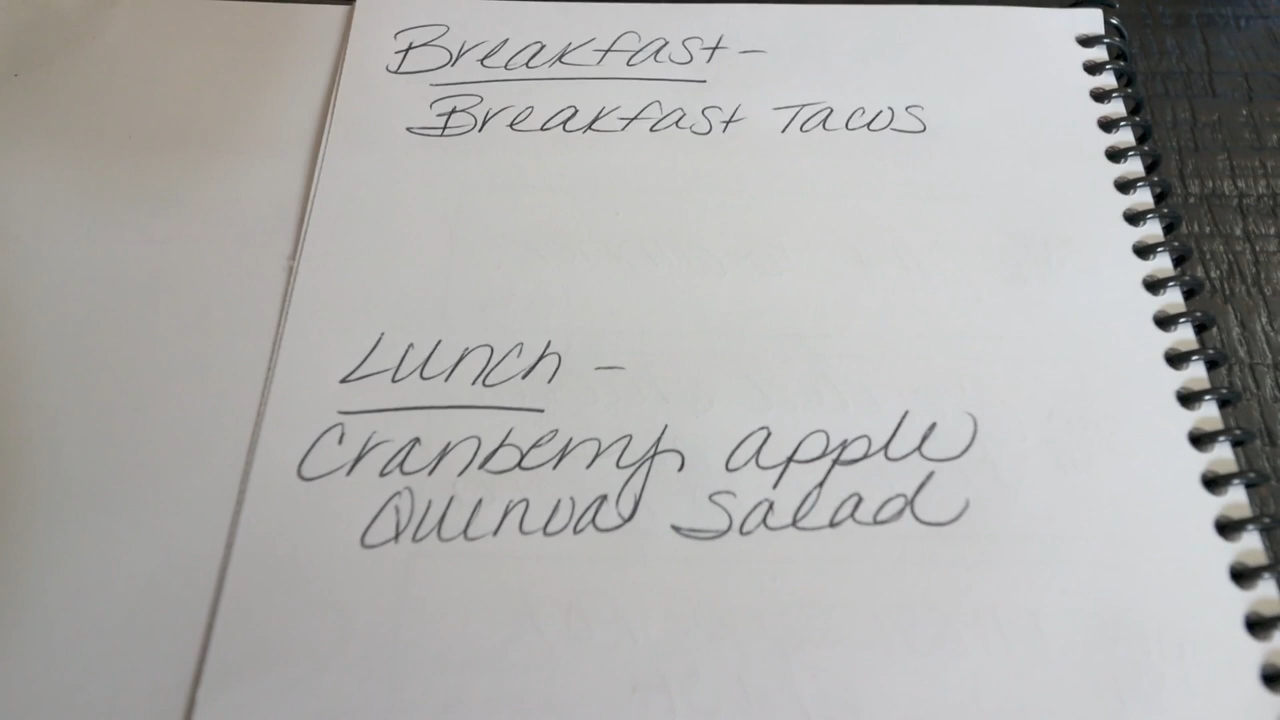 Breakfast -
Breakfast Tacos
Lunch -
Cranberry apple
Quinoa Salad